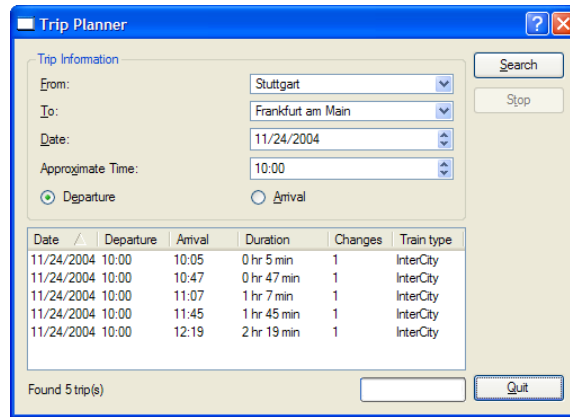 Trip Planner
Trip Information
From: Stuttgart
To: Frankfurt am Main
Date: 11/24/2004
Approximate Time: 10:00
Departure Arrival
Search
Stop
Date Departure Arrival Duration Changes Train type
11/24/2004 10:00 10:05 0 hr 5 min 1 InterCity
11/24/2004 10:00 10:47 0 hr 47 min 1 InterCity
11/24/2004 10:00 11:07 1 hr 7 min 1 InterCity
11/24/2004 10:00 11:45 1 hr 45 min 1 InterCity
11/24/2004 10:00 12:19 2 hr 19 min 1 InterCity
Found 5 trip(s)
Quit